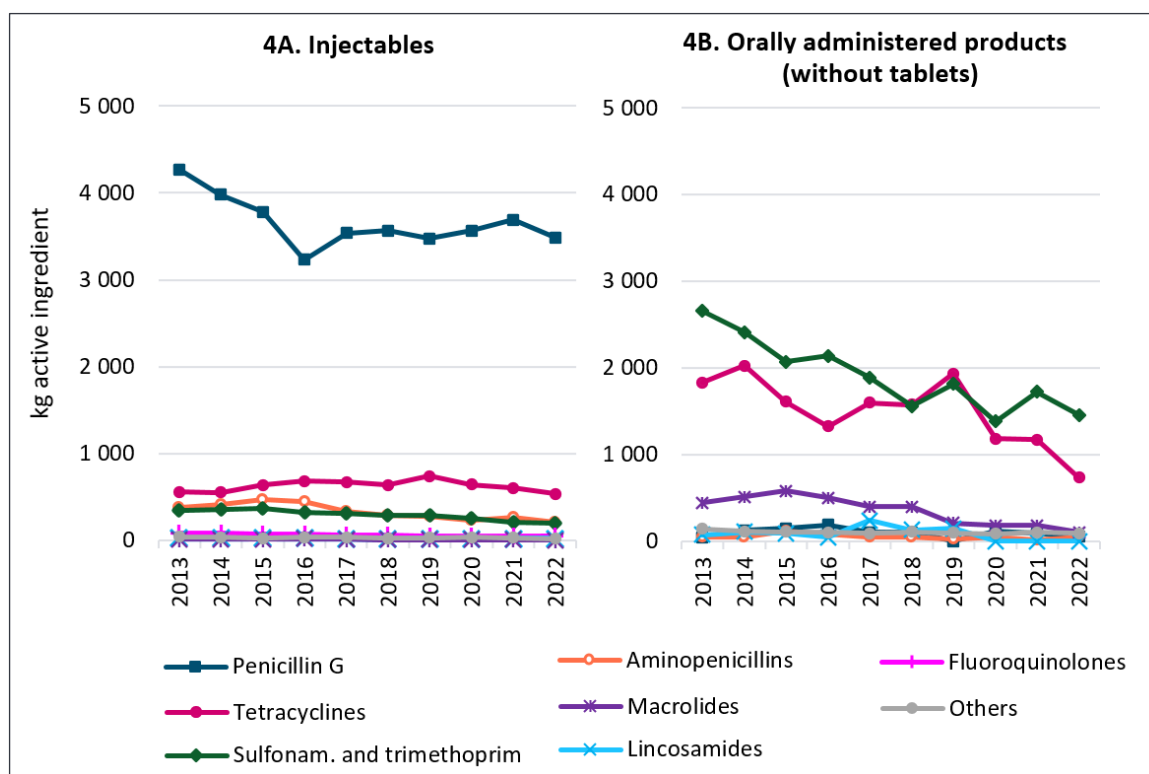 4A. Injectables
4B. Orally administered products
(without tablets)
kg active ingredient
5 000
4 000
3 000
2 000
1 000
0
2013
2014
2015
2016
2017
2018
2019
2020
2021
2022
5 000
4 000
3 000
2 000
1 000
0
2013
2014
2015
2016
2017
2018
2019
2020
2021
2022
Penicillin G
Aminopenicillins
Fluoroquinolones
Tetracyclines
Macrolides
Others
Sulfonam. and trimethoprim
Lincosamides